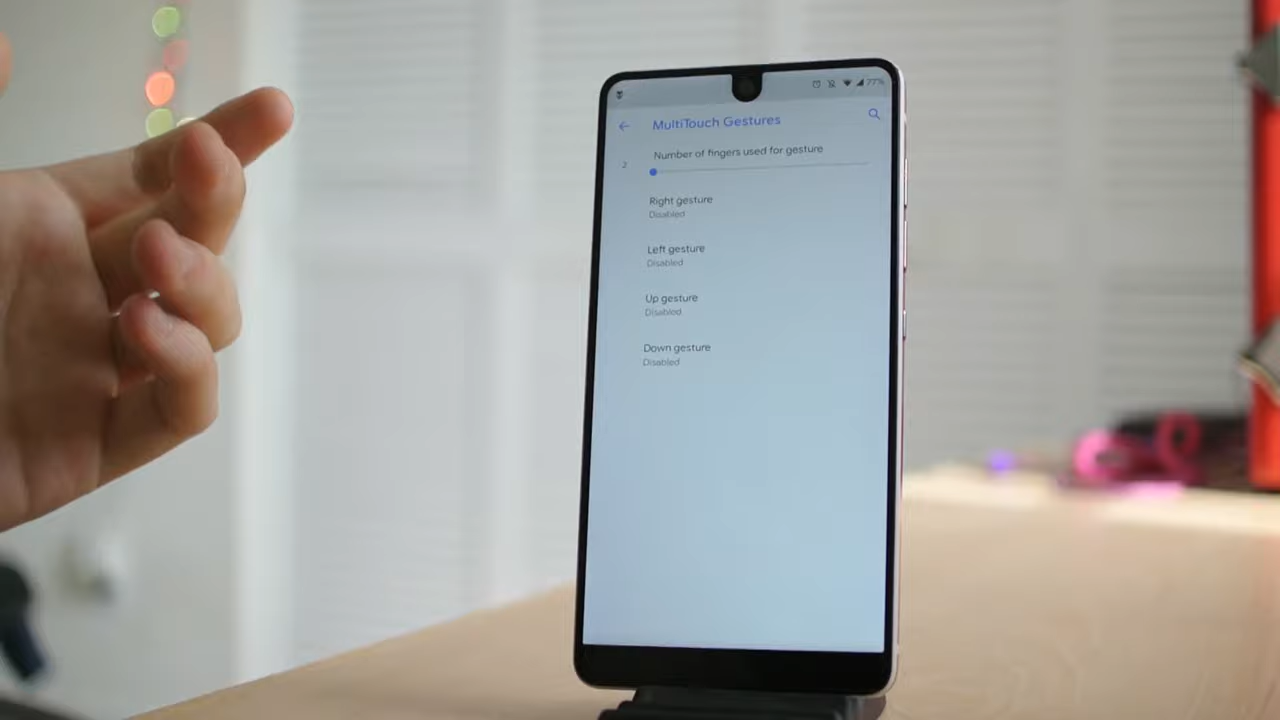 77%
MultiTouch Gestures
Number of fingers used for gesture
2
Right gesture
Disabled
Left gesture
Disabled
Up gesture
Disabled
Down gesture
Disabled